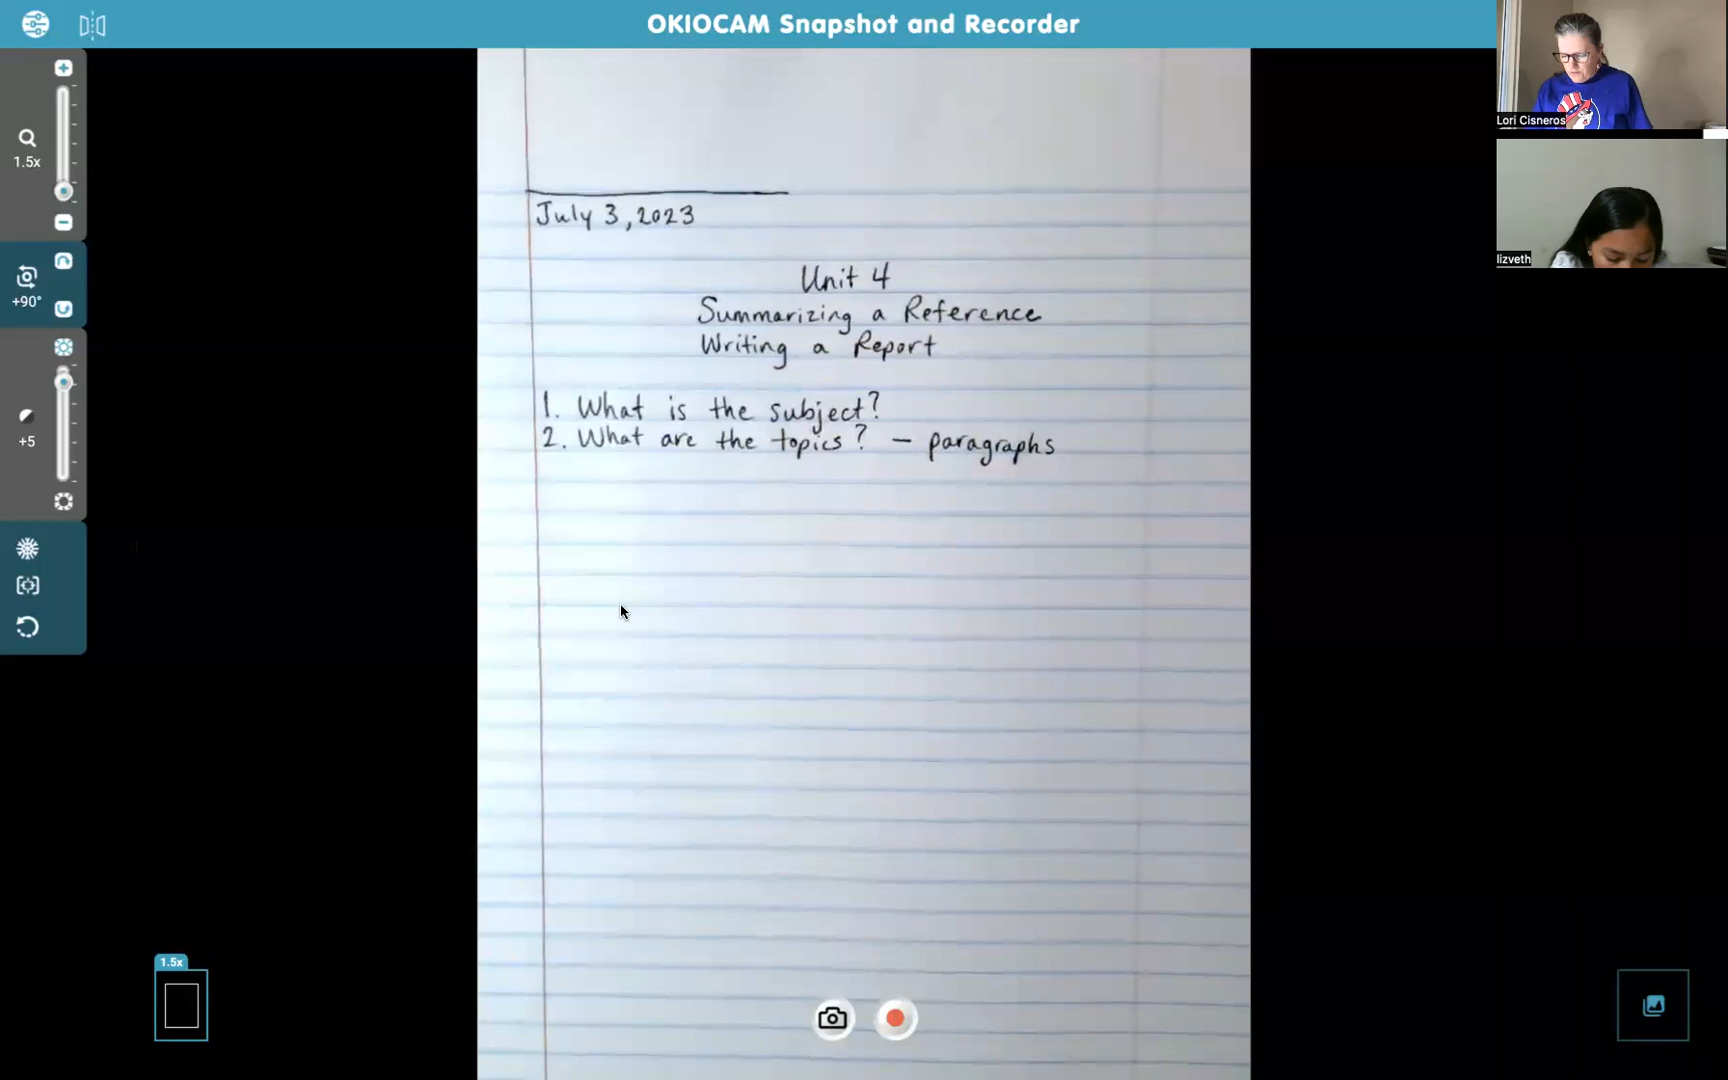 OKIOCAM Snapshot and Recorder
Lori Cisneros
lizveth
1.5x
+90°
+5
July 3, 2023
Unit 4
Summarizing a Reference
Writing a Report
1. What is the subject?
2. What are the topics? – paragraphs
1.5x